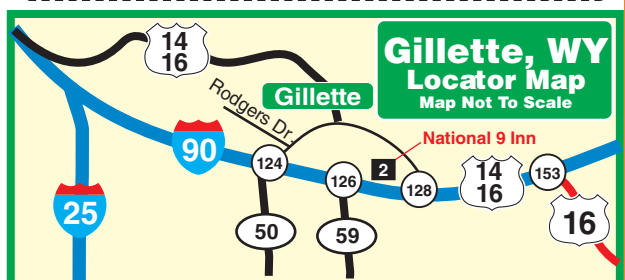 14
16
Gillette, WY
Locator Map
Map Not To Scale
Rodgers Dr.
Gillette
National 9 Inn
90
124
126
2
128
14
16
153
25
50
59
16